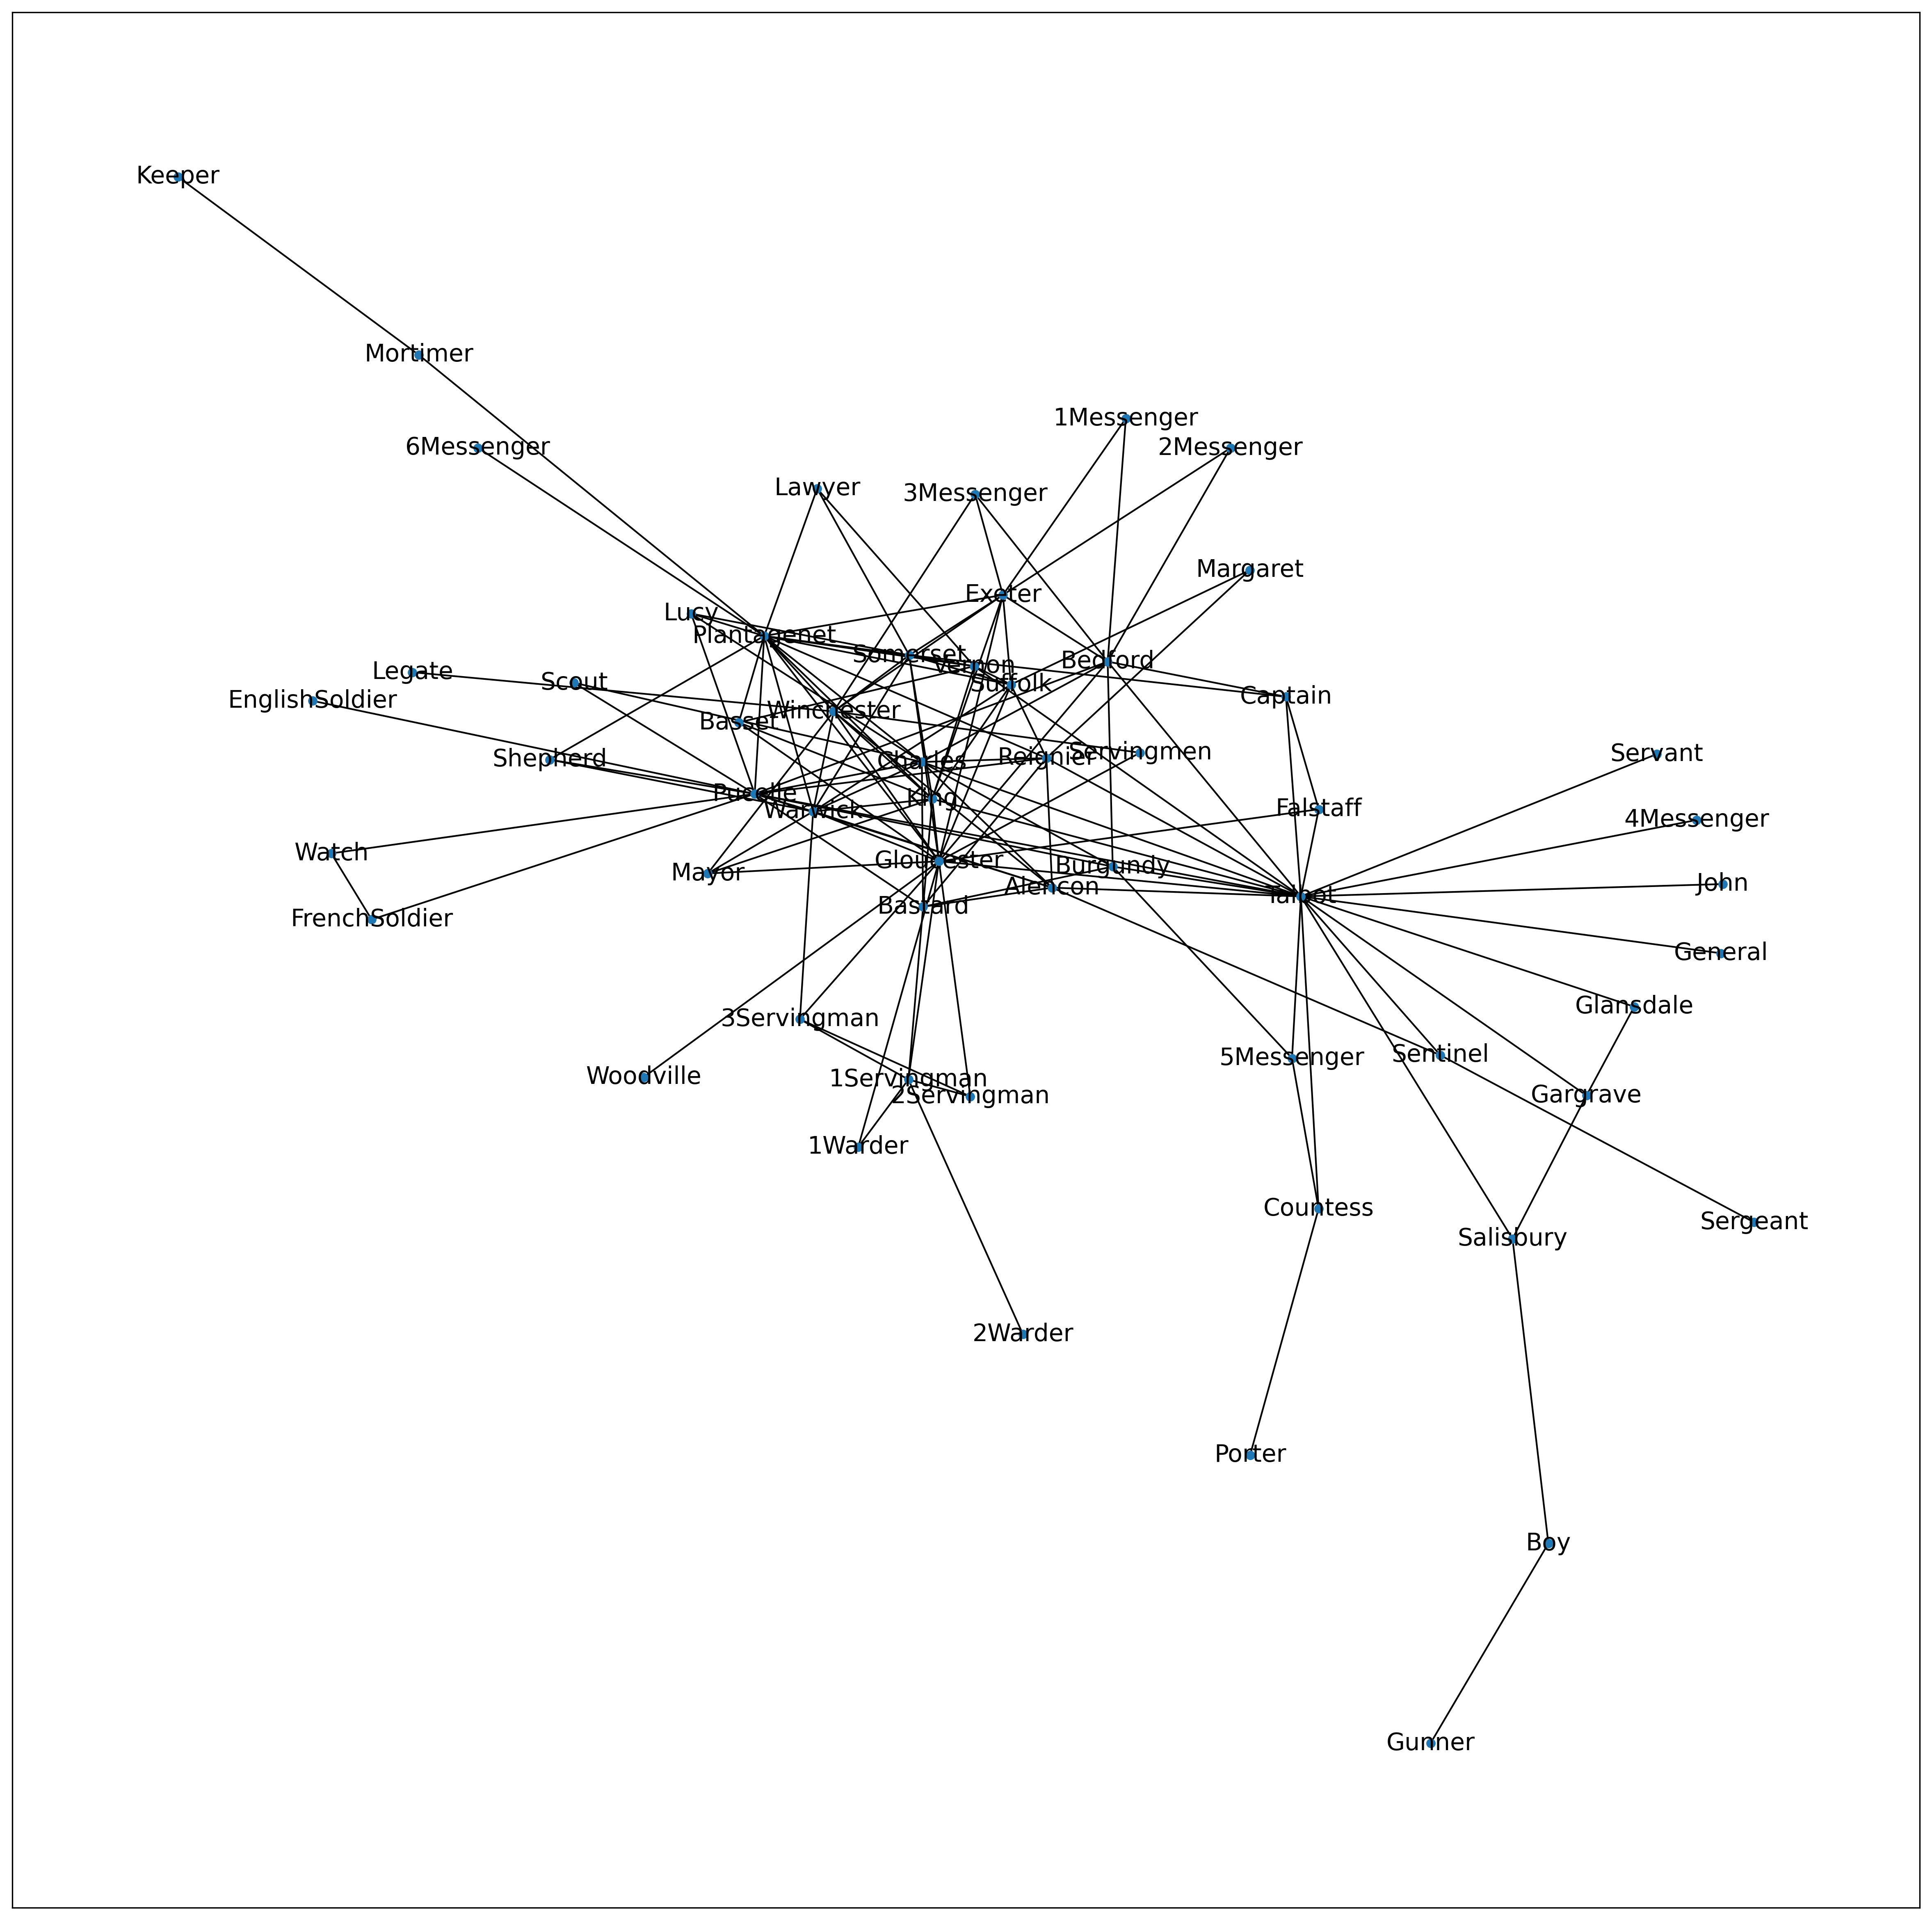 Keeper
Mortimer
1Messenger
6Messenger
2Messenger
Lawyer
3Messenger
Margaret
Exeter
Lucy
Plantagenet
Somerset
Vernon
Bedford
Legate
Scout
Suffolk
EnglishSoldier
Captain
Winchester
Basset
Servingmen
Servant
Shepherd
Charles
Reignier
Pucelle
King
Warwick
Falstaff
4Messenger
Watch
Gloucester
Burgundy
Mayor
Alencon
John
Talbot
Bastard
FrenchSoldier
General
Glansdale
3Servingman
Sentinel
5Messenger
Woodville
1Servingman
2Servingman
Gargrave
1Warder
Countess
Sergeant
Salisbury
2Warder
Porter
Boy
Gunner